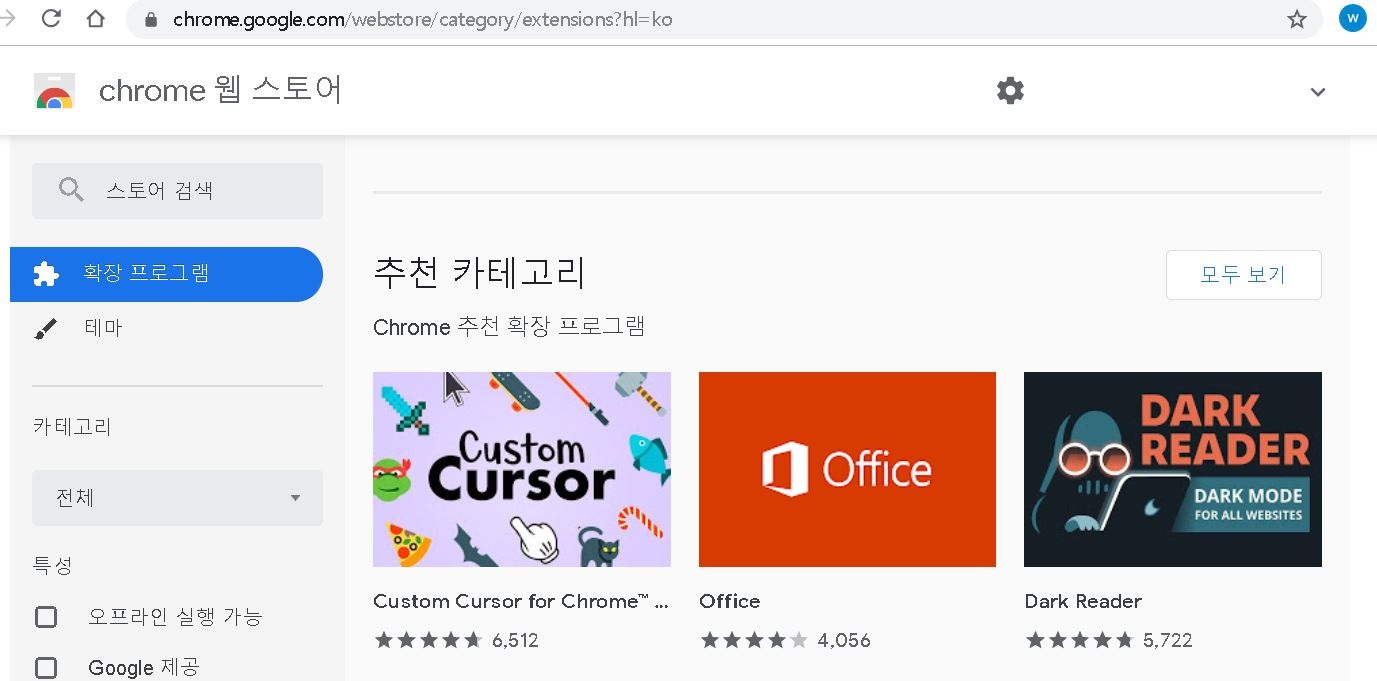 chrome.google.com/webstore/category/extensions?hl=ko
W
chrome 웹 스토어
스토어 검색
확장 프로그램
테마
카테고리
전체
특성
오프라인 실행 가능
Google 제공
추천 카테고리
모두 보기
Chrome 추천 확장 프로그램
Custom
Cursor
Office
DARK
READER
DARK MODE
FOR ALL WEBSITES
Custom Cursor for Chrome™ ...
6,512
Office
4,056
Dark Reader
5,722